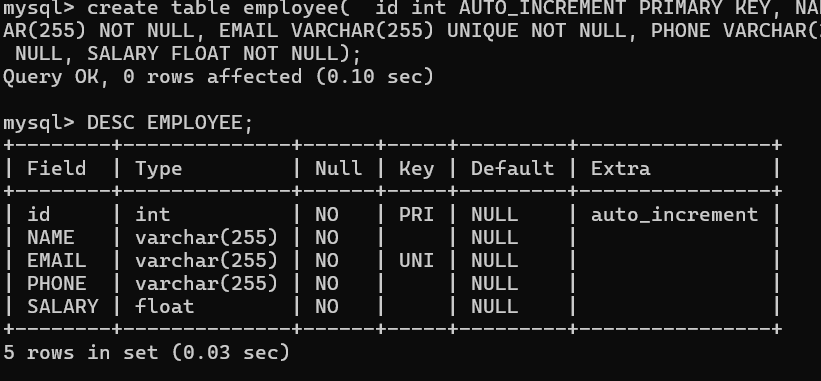 mysql> create table employee(  id int AUTO_INCREMENT PRIMARY KEY,
AR(255) NOT NULL, EMAIL VARCHAR(255) UNIQUE NOT NULL, PHONE VARCHAR(
 NULL, SALARY FLOAT NOT NULL);
Query OK, 0 rows affected (0.10 sec)

mysql> DESC EMPLOYEE;
+--------+--------------+------+-----+---------+----------------+
| Field  | Type         | Null | Key | Default | Extra          |
+--------+--------------+------+-----+---------+----------------+
| id     | int          | NO   | PRI | NULL    | auto_increment |
| NAME   | varchar(255) | NO   |     | NULL    |                |
| EMAIL  | varchar(255) | NO   | UNI | NULL    |                |
| PHONE  | varchar(255) | NO   |     | NULL    |                |
| SALARY | float        | NO   |     | NULL    |                |
+--------+--------------+------+-----+---------+----------------+
5 rows in set (0.03 sec)